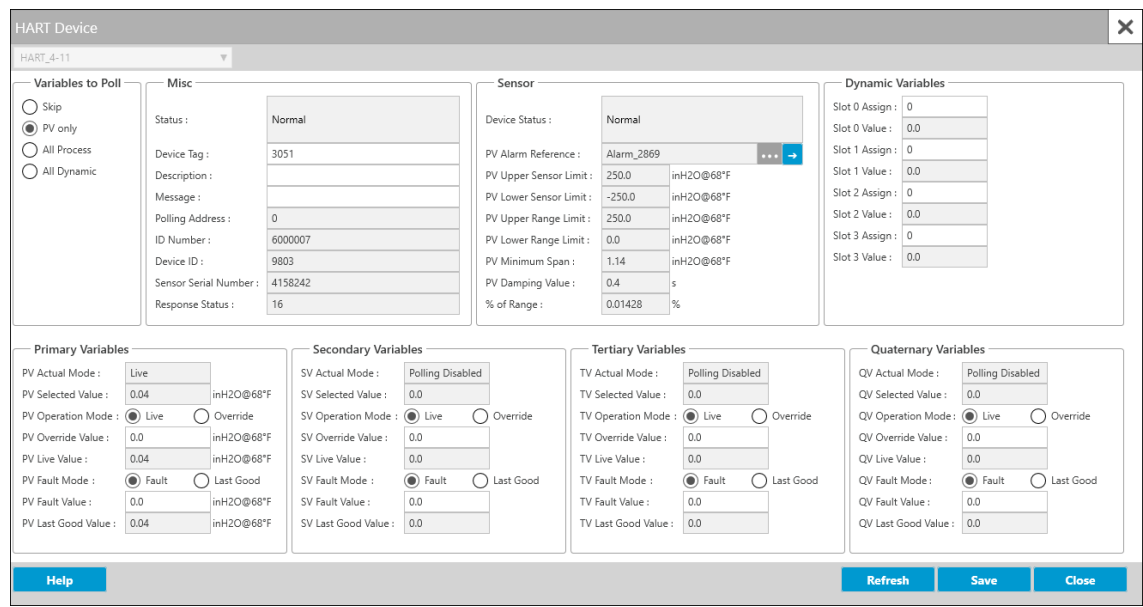 HART Device
HART_4-11
Variables to Poll
Skip
PV only
All Process
All Dynamic
Misc
Status : Normal
Device Tag : 3051
Description :
Message :
Polling Address : 0
ID Number : 6000007
Device ID : 9803
Sensor Serial Number : 4158242
Response Status : 16
Sensor
Device Status : Normal
PV Alarm Reference : Alarm_2869
PV Upper Sensor Limit : 250.0 inH2O@68°F
PV Lower Sensor Limit : -250.0 inH2O@68°F
PV Upper Range Limit : 250.0 inH2O@68°F
PV Lower Range Limit : 0.0 inH2O@68°F
PV Minimum Span : 1.14 inH2O@68°F
PV Damping Value : 0.4 s
% of Range : 0.01428 %
Dynamic Variables
Slot 0 Assign : 0
Slot 0 Value : 0.0
Slot 1 Assign : 0
Slot 1 Value : 0.0
Slot 2 Assign : 0
Slot 2 Value : 0.0
Slot 3 Assign : 0
Slot 3 Value : 0.0
Primary Variables
PV Actual Mode : Live
PV Selected Value : 0.04 inH2O@68°F
PV Operation Mode : Live Override
PV Override Value : 0.0 inH2O@68°F
PV Live Value : 0.04 inH2O@68°F
PV Fault Mode : Fault Last Good
PV Fault Value : 0.0 inH2O@68°F
PV Last Good Value : 0.04 inH2O@68°F
Secondary Variables
SV Actual Mode : Polling Disabled
SV Selected Value : 0.0
SV Operation Mode : Live Override
SV Override Value : 0.0
SV Live Value : 0.0
SV Fault Mode : Fault Last Good
SV Fault Value : 0.0
SV Last Good Value : 0.0
Tertiary Variables
TV Actual Mode : Polling Disabled
TV Selected Value : 0.0
TV Operation Mode : Live Override
TV Override Value : 0.0
TV Live Value : 0.0
TV Fault Mode : Fault Last Good
TV Fault Value : 0.0
TV Last Good Value : 0.0
Quaternary Variables
QV Actual Mode : Polling Disabled
QV Selected Value : 0.0
QV Operation Mode : Live Override
QV Override Value : 0.0
QV Live Value : 0.0
QV Fault Mode : Fault Last Good
QV Fault Value : 0.0
QV Last Good Value : 0.0
Help Refresh Save Close